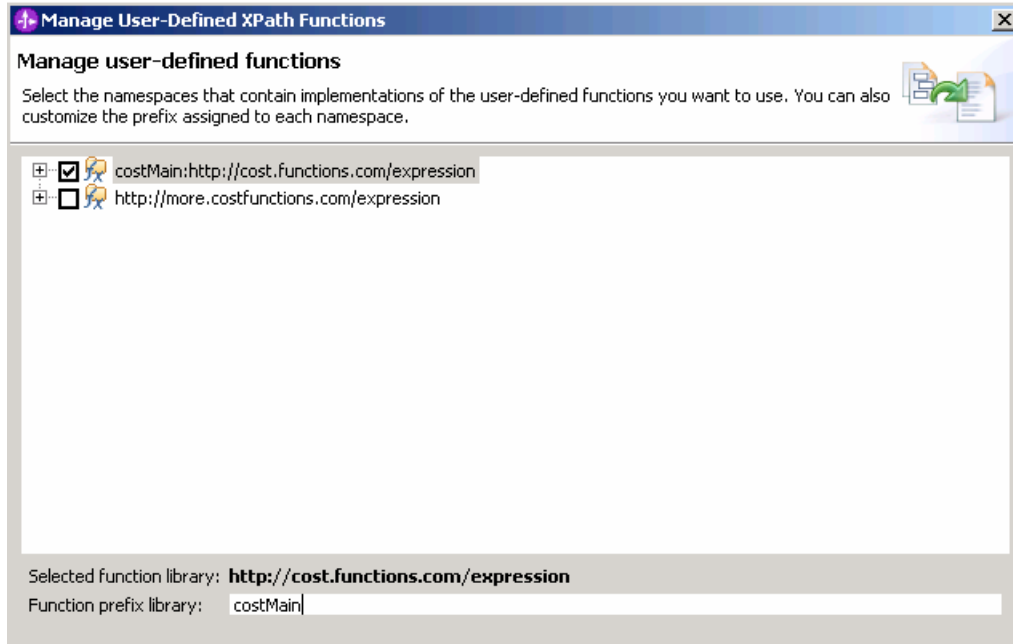 Manage User-Defined XPath Functions
Manage user-defined functions
Select the namespaces that contain implementations of the user-defined functions you want to use. You can also
customize the prefix assigned to each namespace.
costMain:http://cost.functions.com/expression
http://more.costfunctions.com/expression
Selected function library: http://cost.functions.com/expression
Function prefix library: costMain